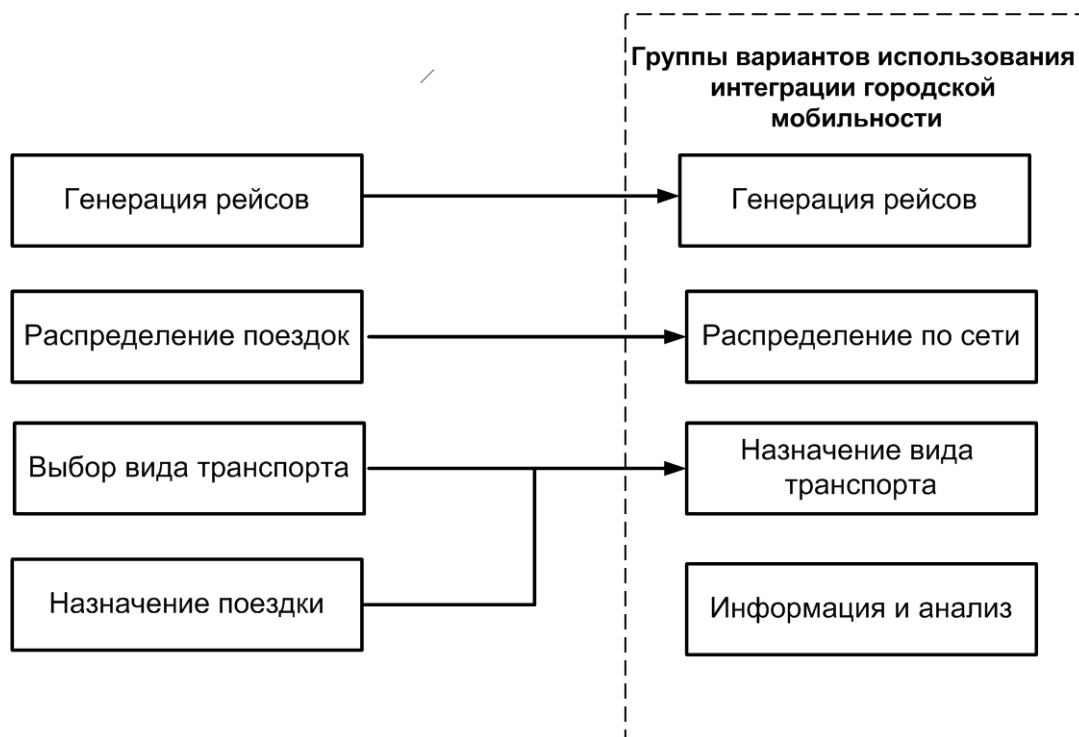 Группы вариантов использования
интеграции городской
мобильности
Генерация рейсов
Генерация рейсов
Распределение поездок
Распределение по сети
Выбор вида транспорта
Назначение вида
транспорта
Назначение поездки
Информация и анализ